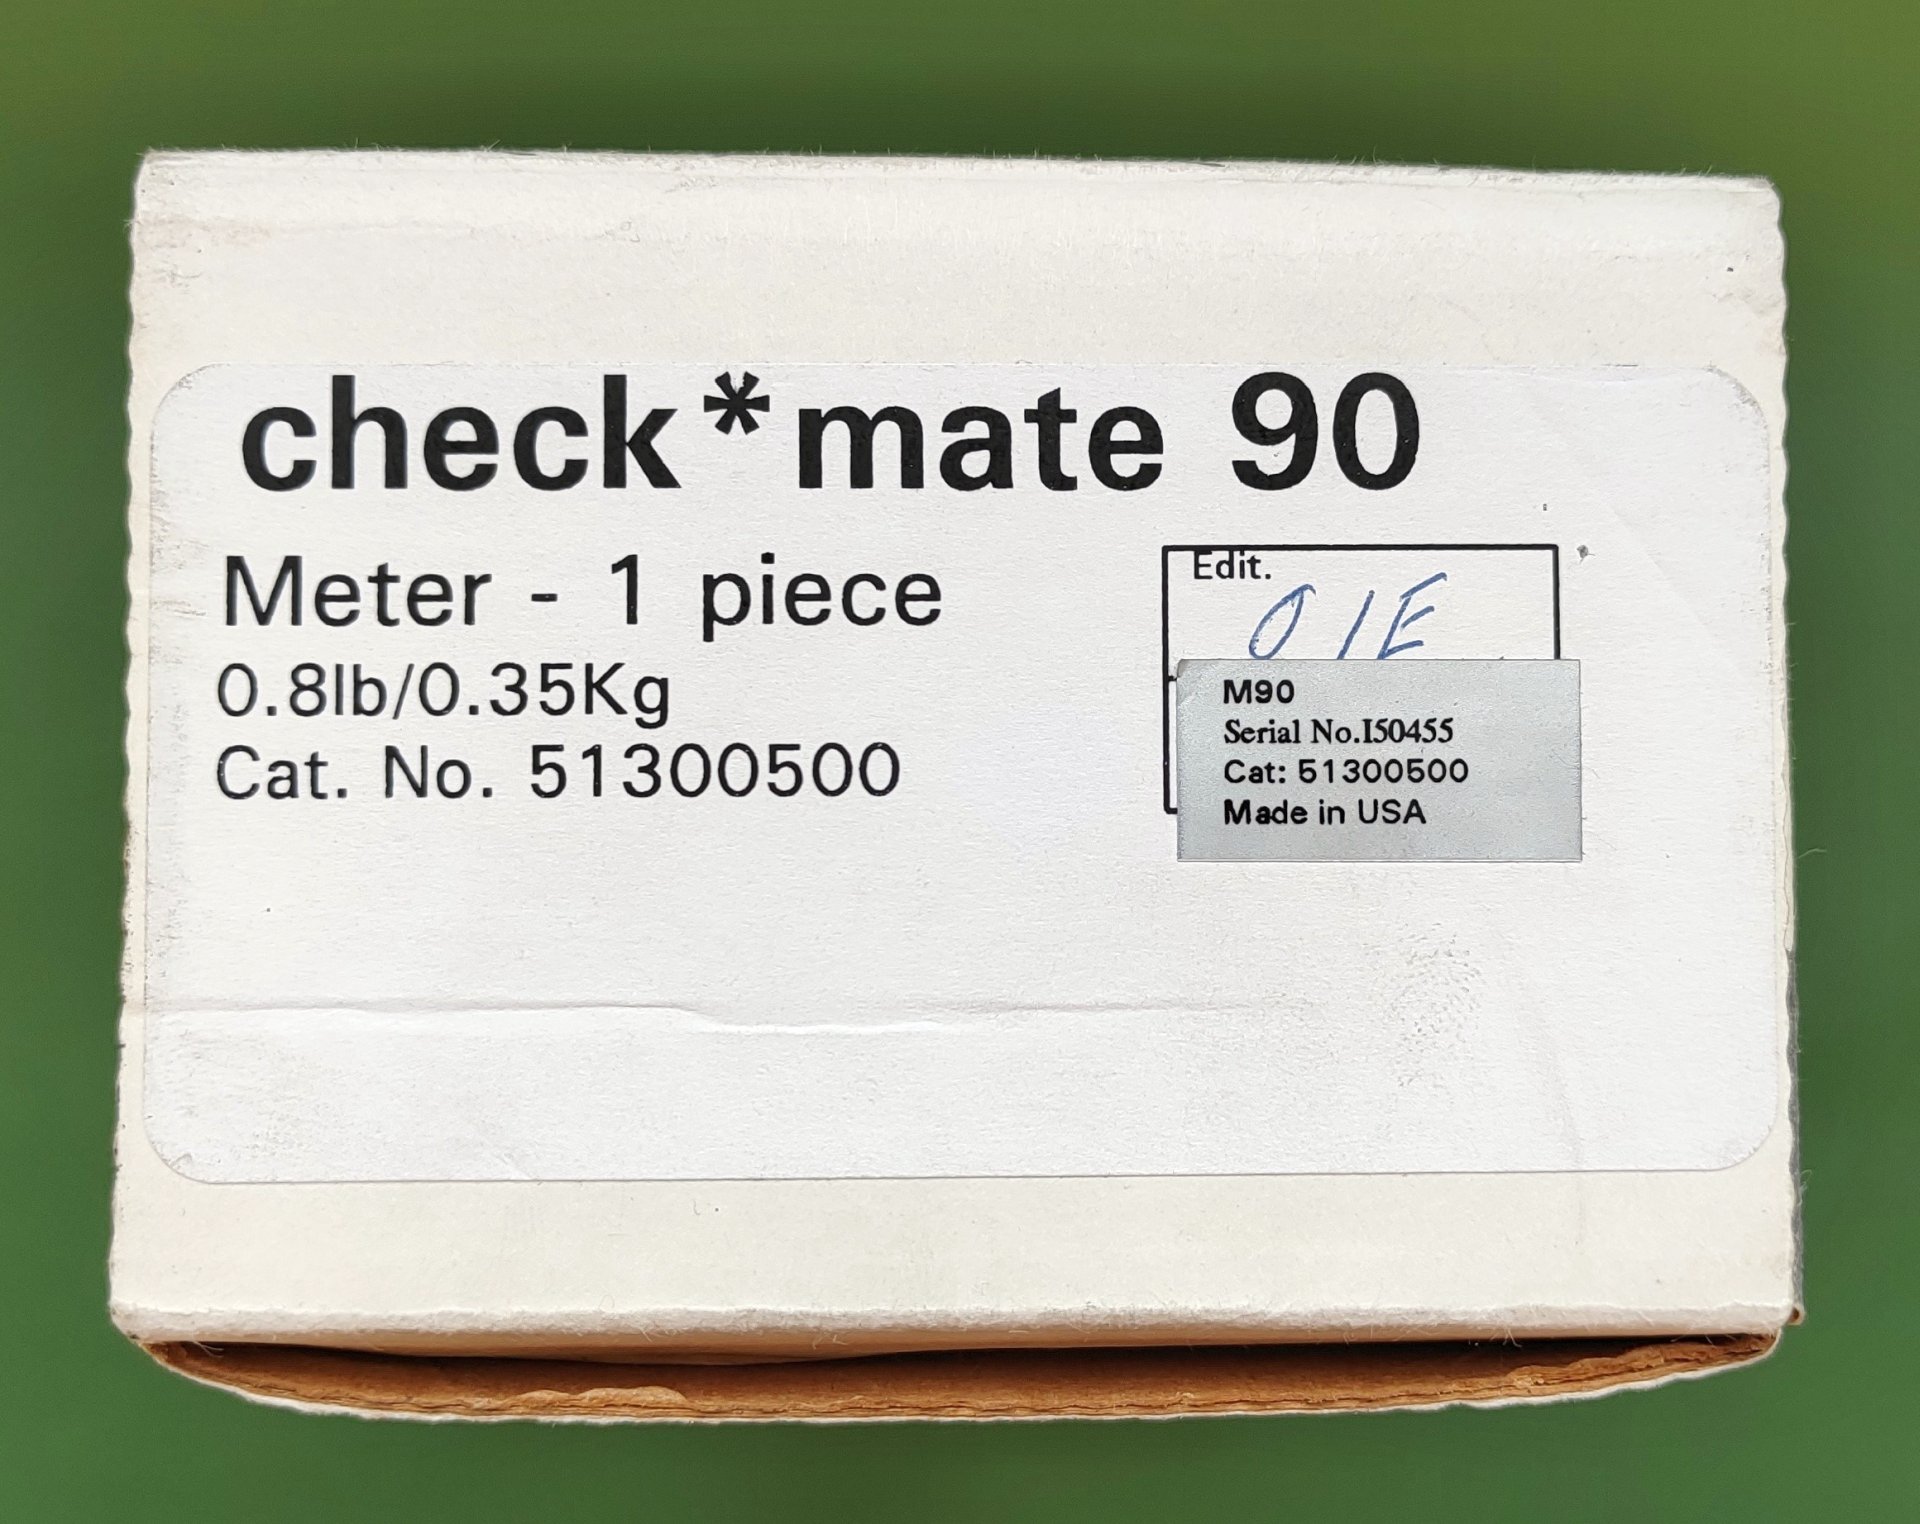 check*mate 90
Meter - 1 piece
0.8lb/0.35Kg
Cat. No. 51300500
Edit.
01E
M90
Serial No.I50455
Cat: 51300500
Made in USA